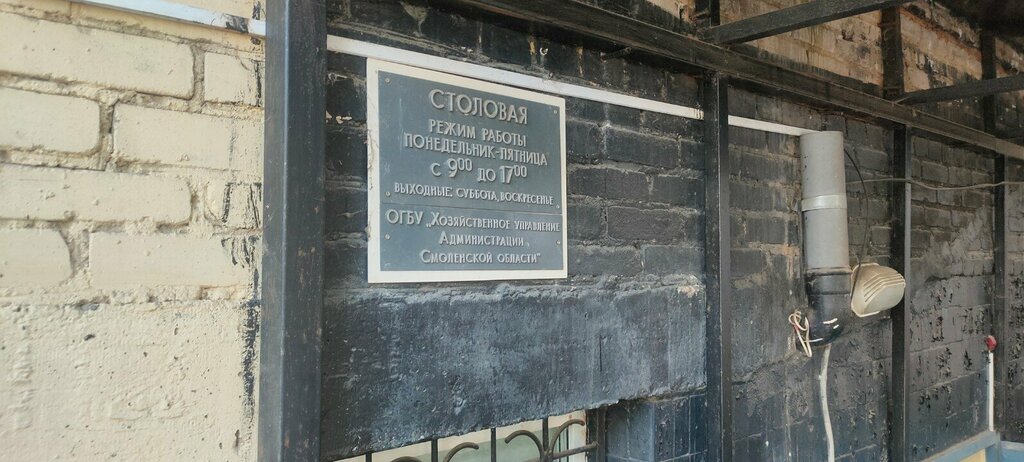 СТОЛОВАЯ
РЕЖИМ РАБОТЫ
ПОНЕДЕЛЬНИК-ПЯТНИЦА
С 9⁰⁰ ДО 17⁰⁰
ВЫХОДНЫЕ: СУББОТА, ВОСКРЕСЕНЬЕ
ОГБУ „ХОЗЯЙСТВЕННОЕ УПРАВЛЕНИЕ
АДМИНИСТРАЦИИ
СМОЛЕНСКОЙ ОБЛАСТИ"